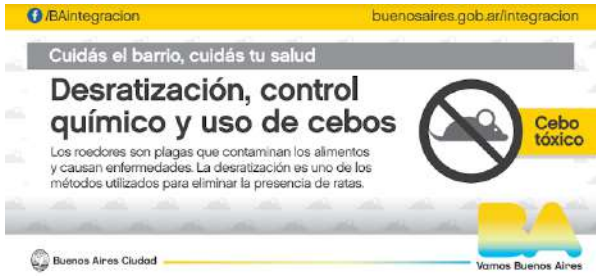 /BAintegracion
buenosaires.gob.ar/integracion
Cuidás el barrio, cuidás tu salud
Desratización, control
químico y uso de cebos
Los roedores son plagas que contaminan los alimentos
y causan enfermedades. La desratización es uno de los
métodos utilizados para eliminar la presencia de ratas.
Cebo
tóxico
BA
Buenos Aires Ciudad
Vamos Buenos Aires